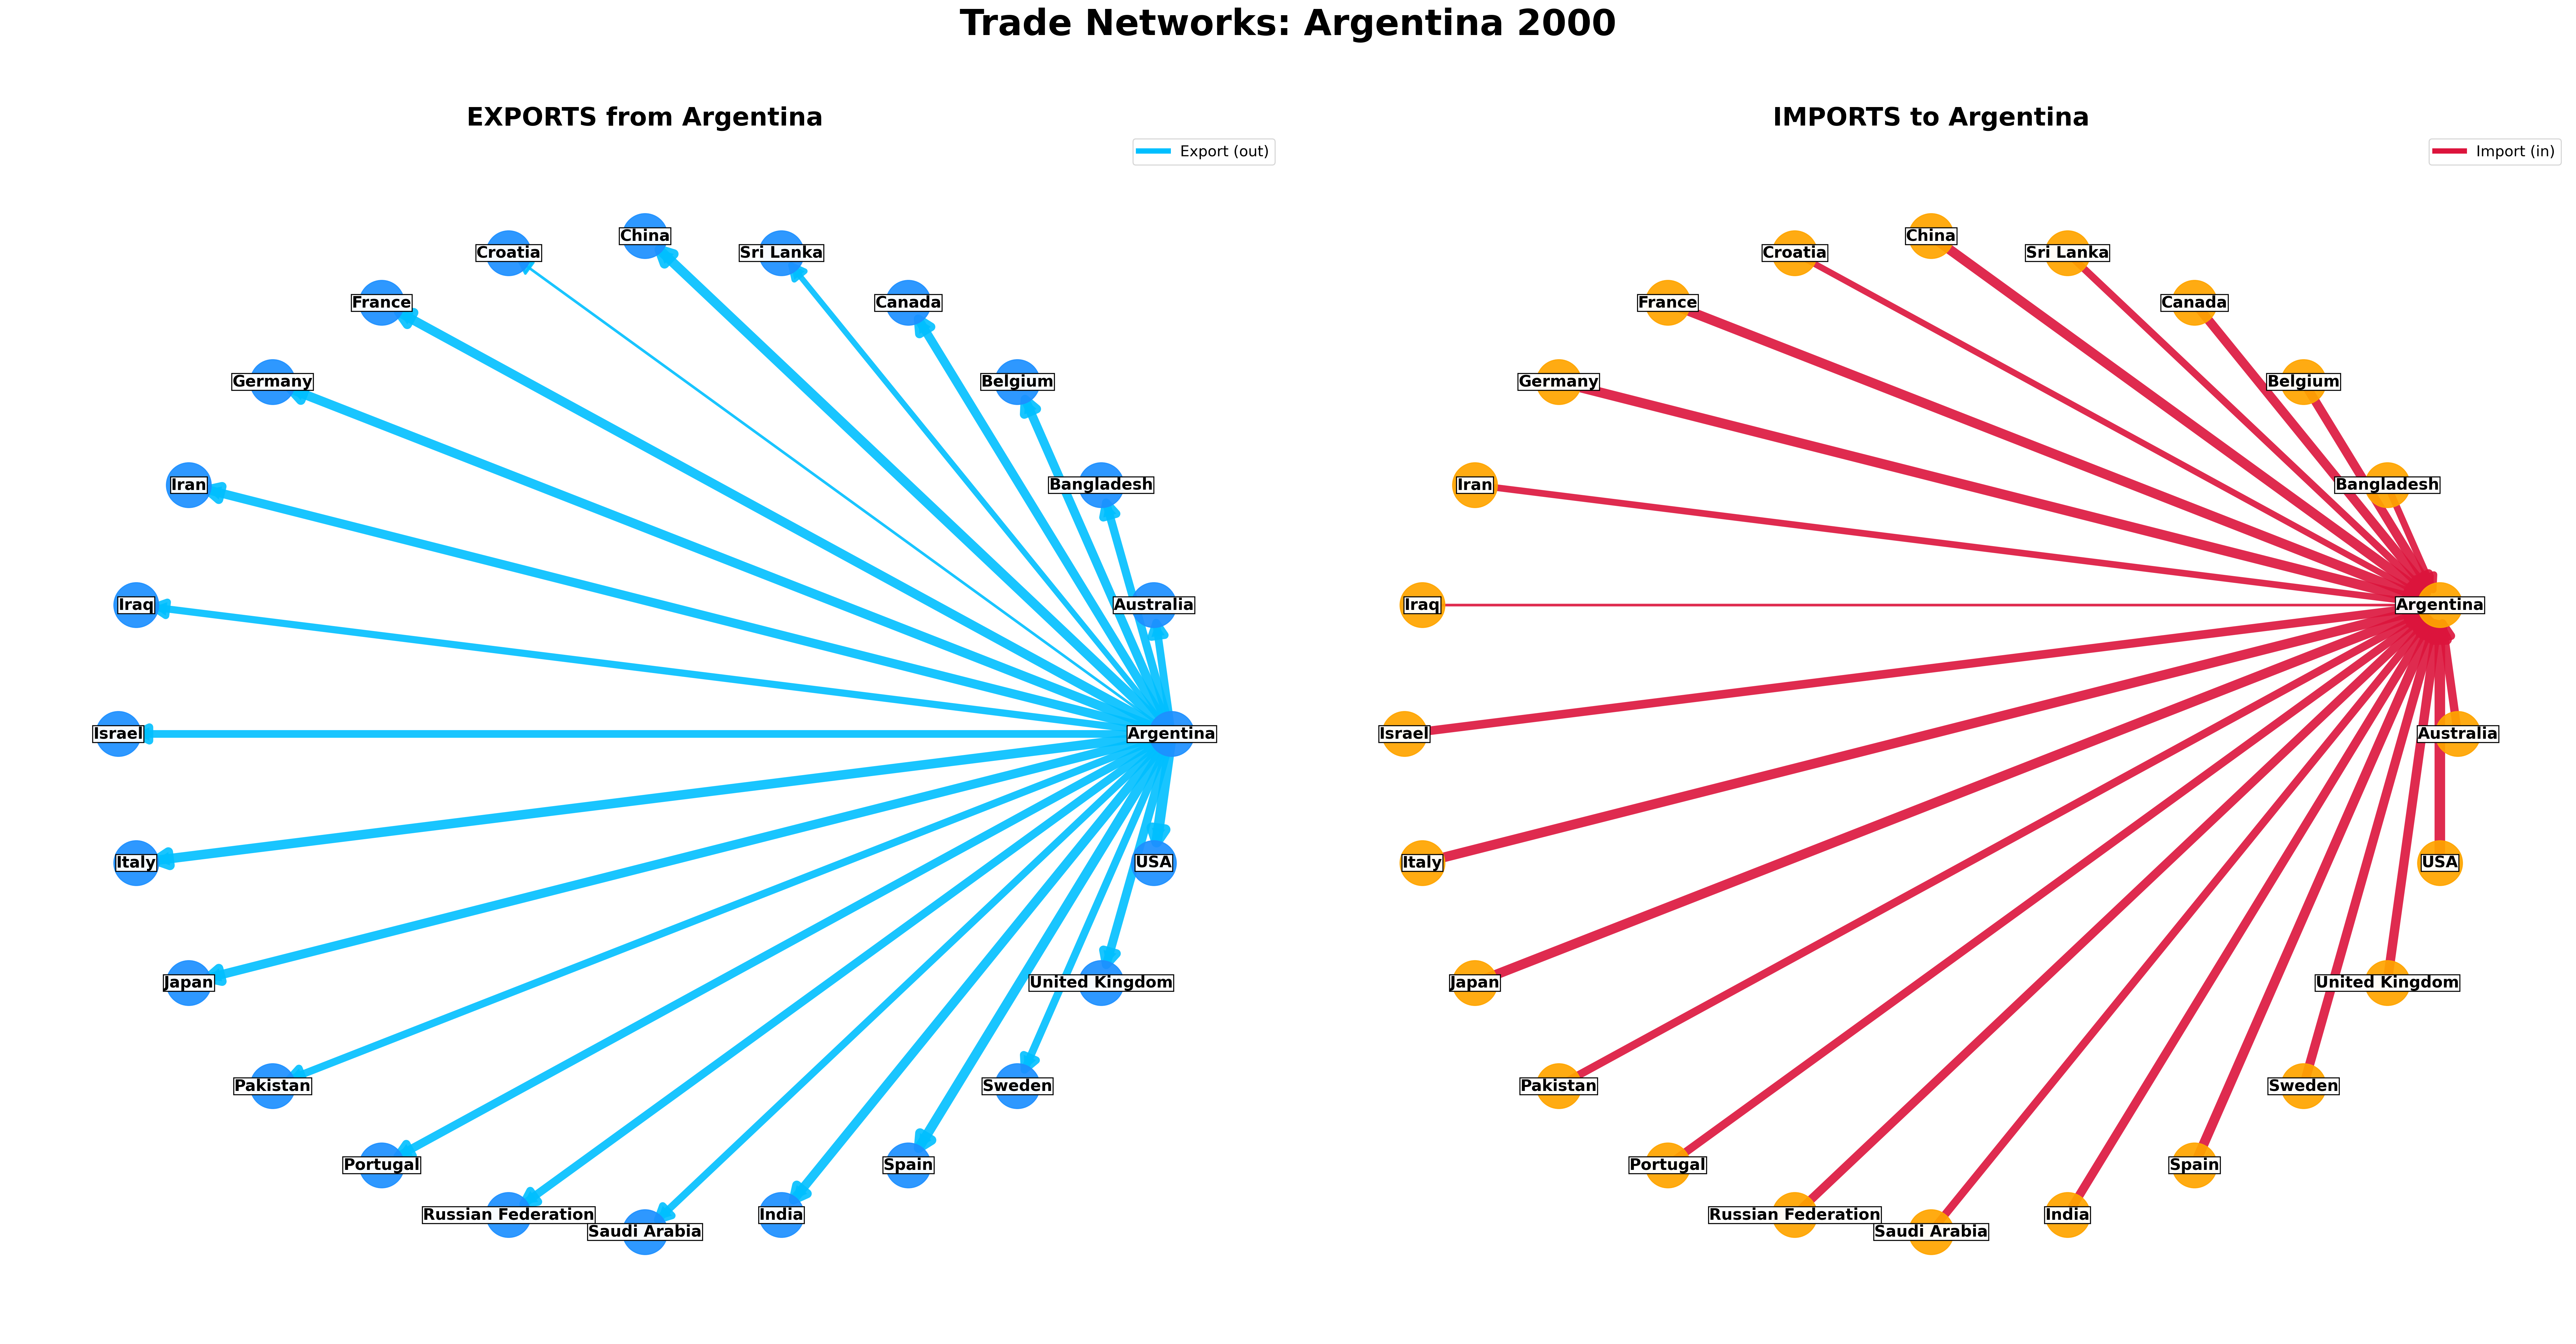 Trade Networks: Argentina 2000
EXPORTS from Argentina
Export (out)
China
Croatia
Sri Lanka
France
Canada
Germany
Belgium
Iran
Bangladesh
Iraq
Australia
Israel
Argentina
Italy
USA
Japan
United Kingdom
Pakistan
Sweden
Portugal
Spain
Russian Federation
India
Saudi Arabia
IMPORTS to Argentina
Import (in)
China
Croatia
Sri Lanka
France
Canada
Germany
Belgium
Iran
Bangladesh
Iraq
Argentina
Israel
Australia
Italy
USA
Japan
United Kingdom
Pakistan
Sweden
Portugal
Spain
Russian Federation
India
Saudi Arabia